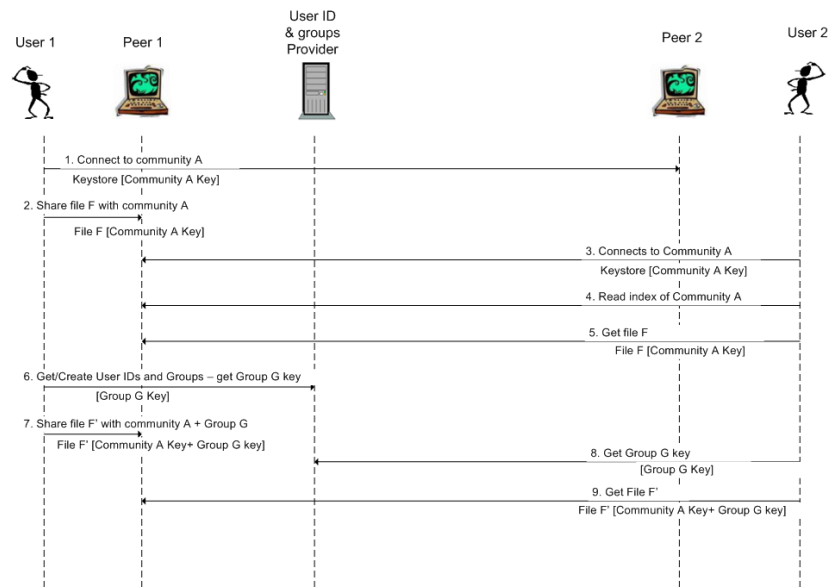 User 1
Peer 1
User ID
& groups
Provider
Peer 2
User 2
1. Connect to community A
Keystore [Community A Key]
2. Share file F with community A
File F [Community A Key]
3. Connects to Community A
Keystore [Community A Key]
4. Read index of Community A
5. Get file F
File F [Community A Key]
6. Get/Create User IDs and Groups – get Group G key
[Group G Key]
7. Share file F' with community A + Group G
File F' [Community A Key+ Group G key]
8. Get Group G key
[Group G Key]
9. Get File F'
File F' [Community A Key+ Group G key]